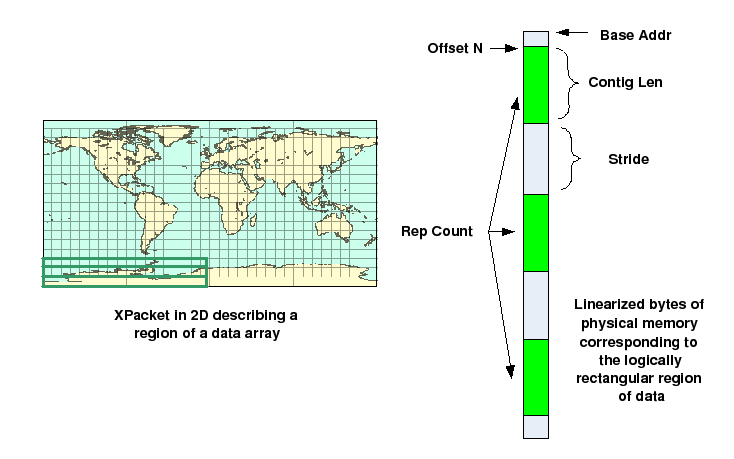 Base Addr
Offset N
Contig Len
Stride
Rep Count
XPacket in 2D describing a
region of a data array
Linearized bytes of
physical memory
corresponding to
the logically
rectangular region
of data